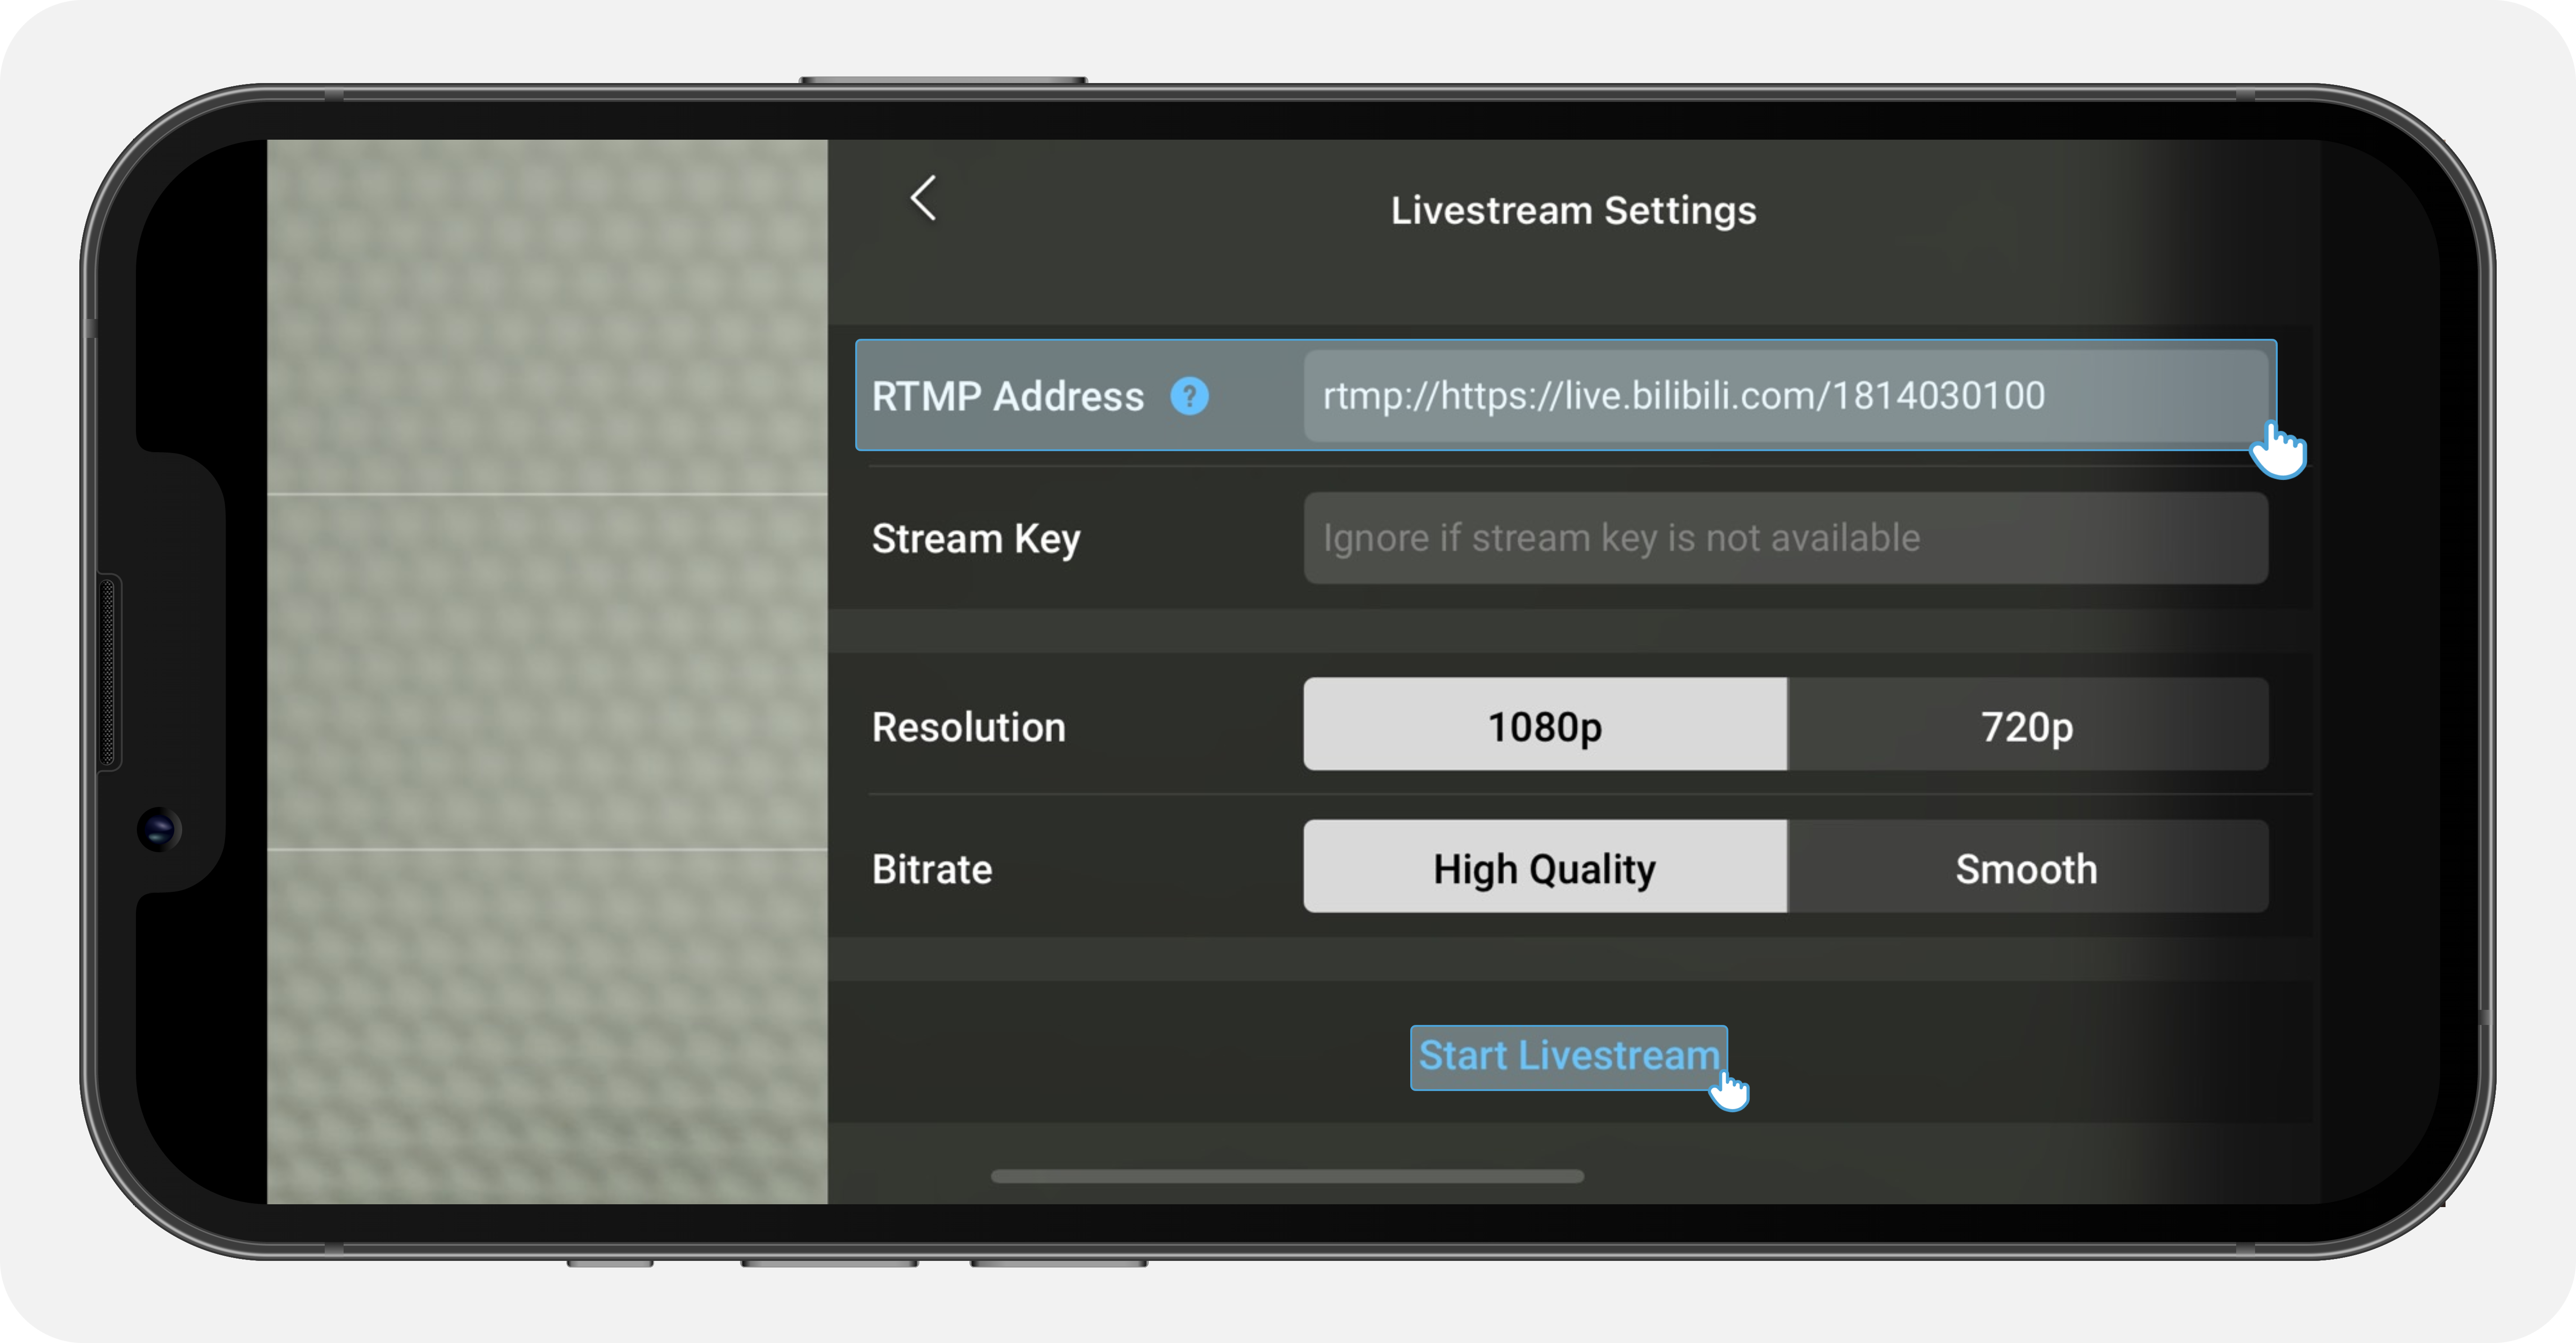 Livestream Settings
RTMP Address ? rtmp://https://live.bilibili.com/1814030100
Stream Key Ignore if stream key is not available
Resolution 1080p 720p
Bitrate High Quality Smooth
Start Livestream